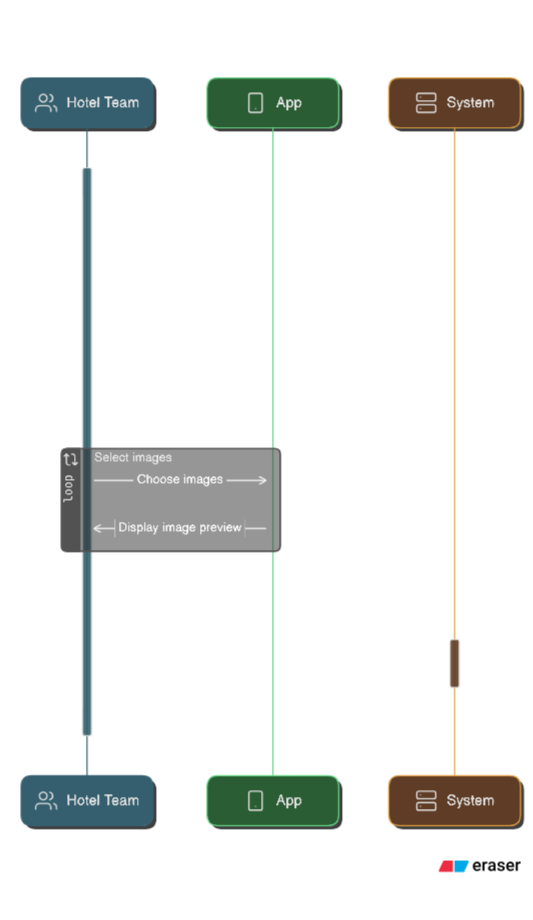 Hotel Team
App
System
loop
Select images
Choose images
Display image preview
Hotel Team
App
System
eraser